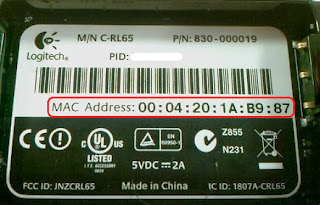 Logitech
M/N C-RL65
P/N: 830-000019
PID:
MAC Address: 00:04:20:1A:B9:87
LISTED
5VDC⎓2A
Z855
N231
FCC ID: JNZCRL65
Made in China
IC ID: 1807A-CRL65